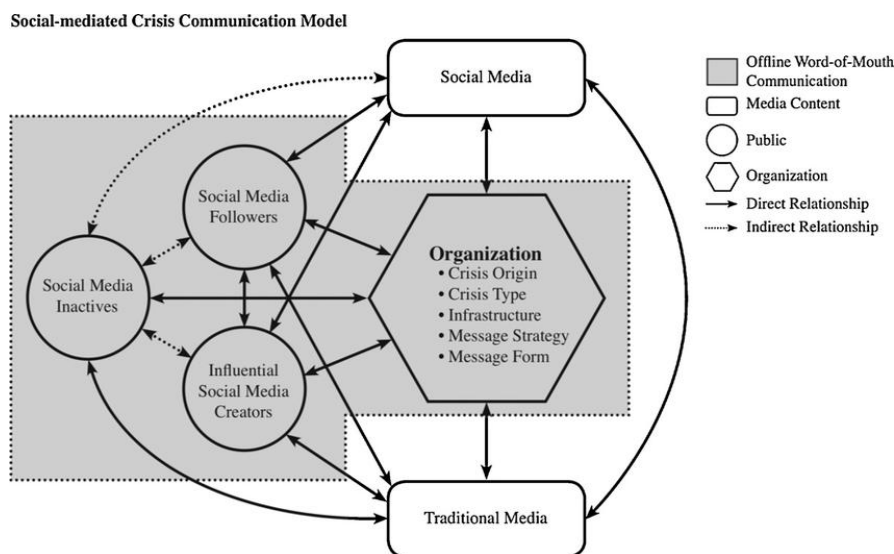 Social-mediated Crisis Communication Model
Social Media
Offline Word-of-Mouth
Communication
Media Content
Public
Organization
Direct Relationship
Indirect Relationship
Social Media
Followers
Social Media
Inactives
Influential
Social Media
Creators
Organization
• Crisis Origin
• Crisis Type
• Infrastructure
• Message Strategy
• Message Form
Traditional Media